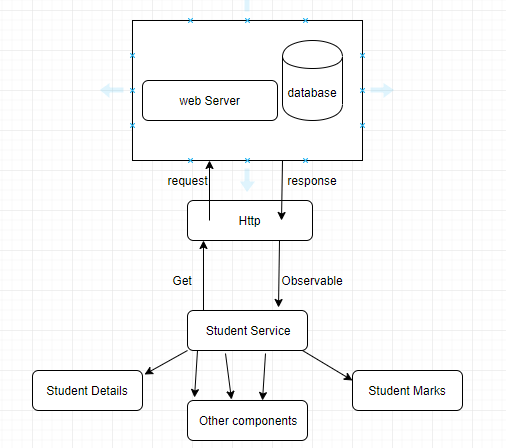 web Server
database
request
response
Http
Get
Observable
Student Service
Student Details
Student Marks
Other components